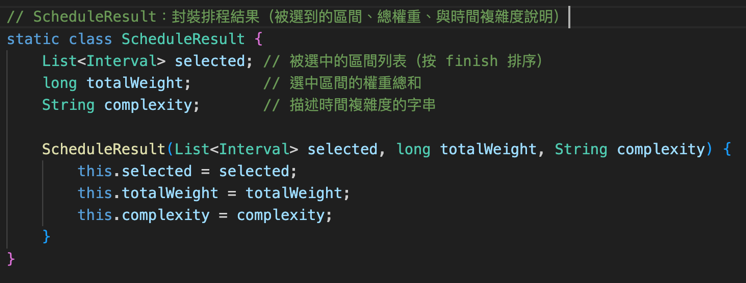 // ScheduleResult：封裝排程結果（被選到的區間、總權重、與時間複雜度說明）
static class ScheduleResult {
    List<Interval> selected; // 被選中的區間列表（按 finish 排序）
    long totalWeight;        // 選中區間的權重總和
    String complexity;       // 描述時間複雜度的字串

    ScheduleResult(List<Interval> selected, long totalWeight, String complexity) {
        this.selected = selected;
        this.totalWeight = totalWeight;
        this.complexity = complexity;
    }
}